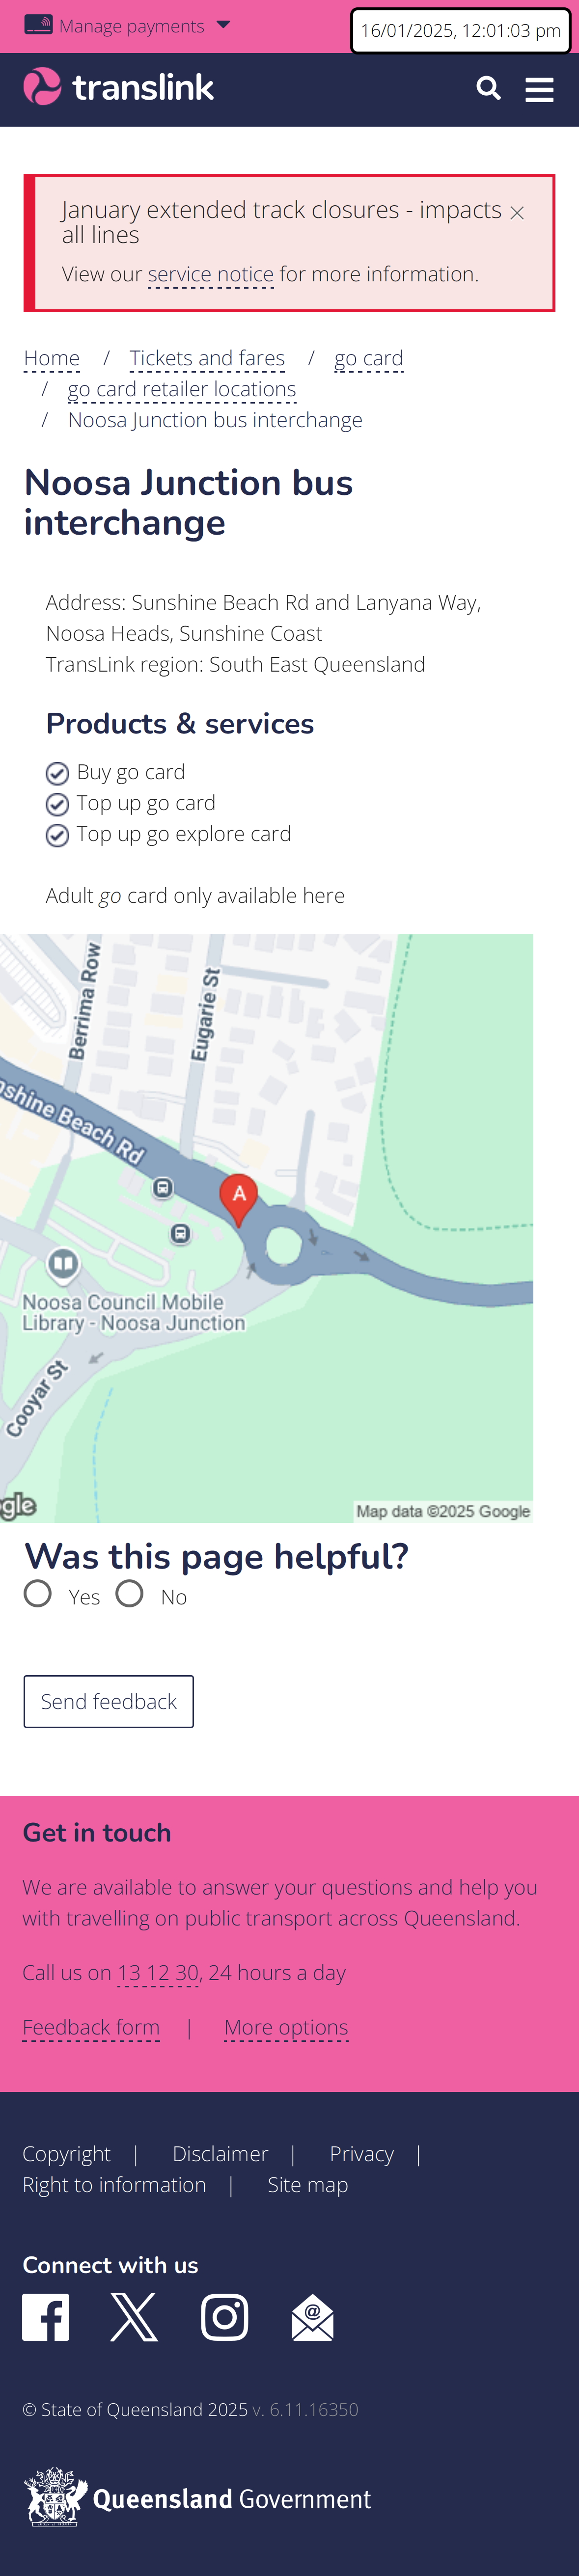 Manage payments
16/01/2025, 12:01:03 pm
translink
January extended track closures - impacts
all lines
View our service notice for more information.
Home / Tickets and fares / go card
/ go card retailer locations
/ Noosa Junction bus interchange
Noosa Junction bus
interchange
Address: Sunshine Beach Rd and Lanyana Way,
Noosa Heads, Sunshine Coast
TransLink region: South East Queensland
Products & services
Buy go card
Top up go card
Top up go explore card
Adult go card only available here
Berrima Row
Eugarie St
nshine Beach Rd
A
Noosa Council Mobile
Library - Noosa Junction
Cooyar St
gle
Map data ©2025 Google
Was this page helpful?
Yes No
Send feedback
Get in touch
We are available to answer your questions and help you
with travelling on public transport across Queensland.
Call us on 13 12 30, 24 hours a day
Feedback form | More options
Copyright | Disclaimer | Privacy |
Right to information | Site map
Connect with us
© State of Queensland 2025 v. 6.11.16350
Queensland Government